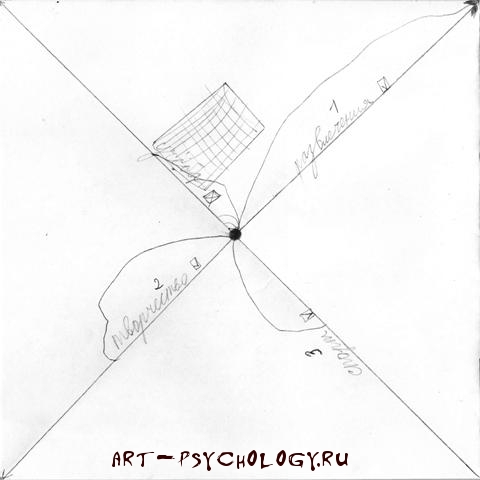 1
развлечения
2
творчество
3
спорт
ART-PSYCHOLOGY.RU